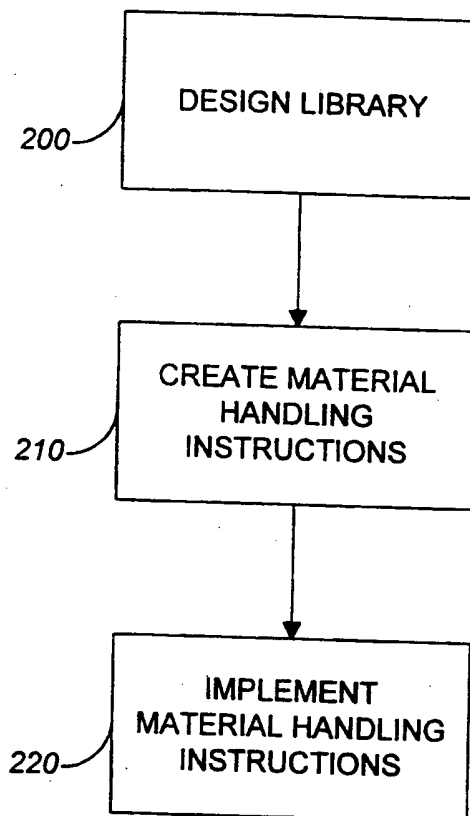 DESIGN LIBRARY
200
CREATE MATERIAL
HANDLING
INSTRUCTIONS
210
IMPLEMENT
MATERIAL HANDLING
INSTRUCTIONS
220